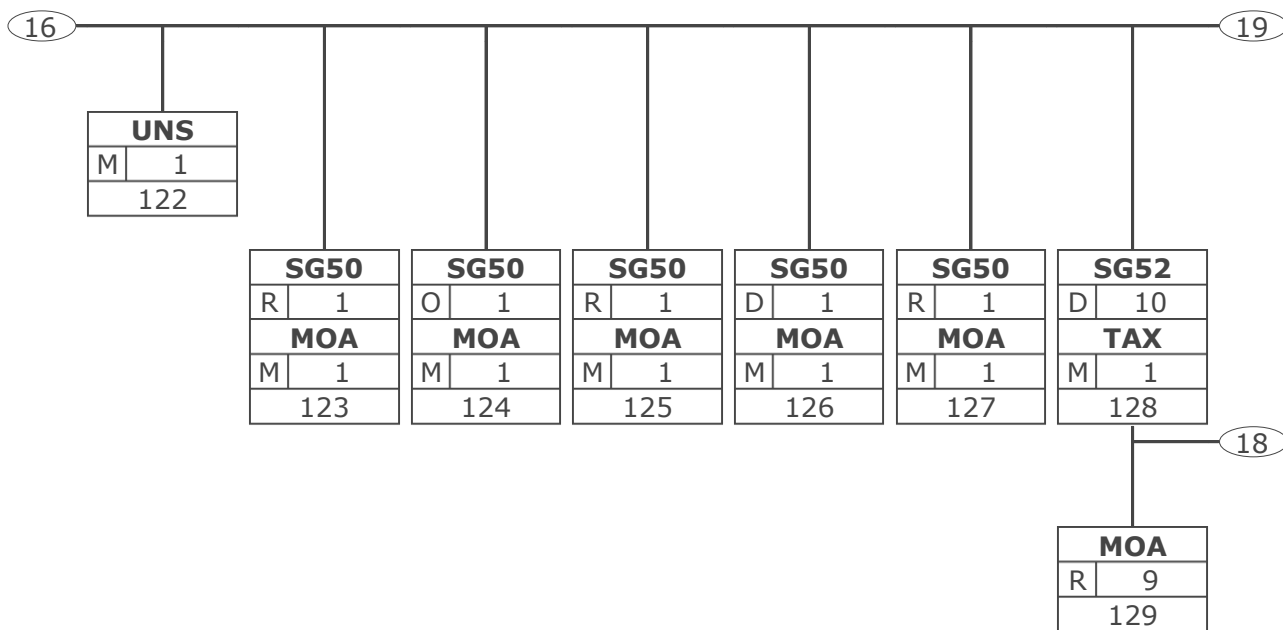 16
19
UNS
M 1
122
SG50 SG50 SG50 SG50 SG50 SG52
R 1 O 1 R 1 D 1 R 1 D 10
MOA MOA MOA MOA MOA TAX
M 1 M 1 M 1 M 1 M 1 M 1
123 124 125 126 127 128
18
MOA
R 9
129